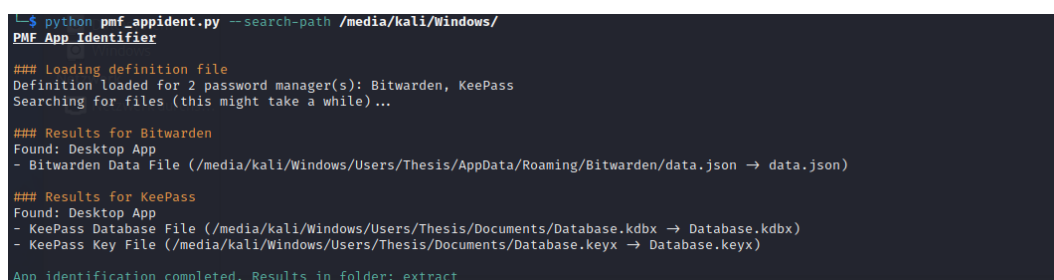 └─$ python pmf_appident.py --search-path /media/kali/Windows/
PMF App Identifier
### Loading definition file
Definition loaded for 2 password manager(s): Bitwarden, KeePass
Searching for files (this might take a while)...
### Results for Bitwarden
Found: Desktop App
- Bitwarden Data File (/media/kali/Windows/Users/Thesis/AppData/Roaming/Bitwarden/data.json → data.json)
### Results for KeePass
Found: Desktop App
- KeePass Database File (/media/kali/Windows/Users/Thesis/Documents/Database.kdbx → Database.kdbx)
- KeePass Key File (/media/kali/Windows/Users/Thesis/Documents/Database.keyx → Database.keyx)
App identification completed. Results in folder: extract